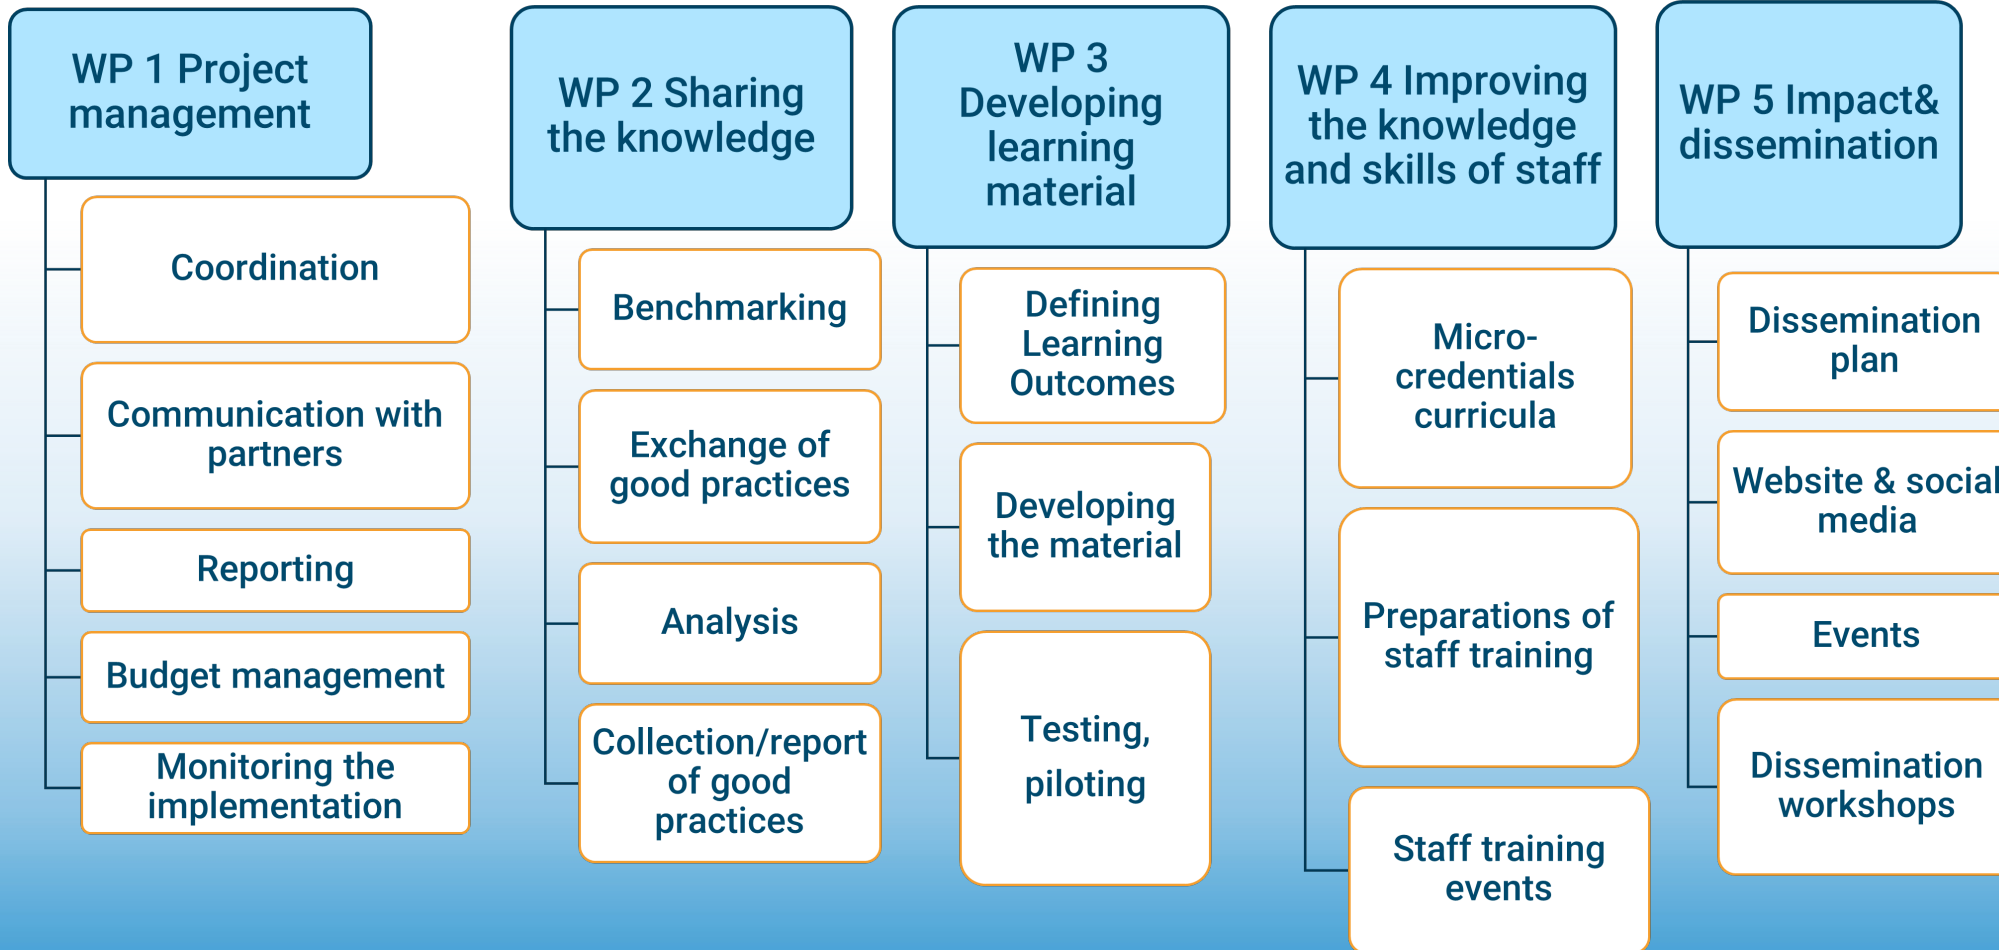 WP 1 Project
management
Coordination
Communication with
partners
Reporting
Budget management
Monitoring the
implementation
WP 2 Sharing
the knowledge
Benchmarking
Exchange of
good practices
Analysis
Collection/report
of good
practices
WP 3
Developing
learning
material
Defining
Learning
Outcomes
Developing
the material
Testing,
piloting
WP 4 Improving
the knowledge
and skills of staff
Micro-
credentials
curricula
Preparations of
staff training
Staff training
events
WP 5 Impact&
dissemination
Dissemination
plan
Website & social
media
Events
Dissemination
workshops